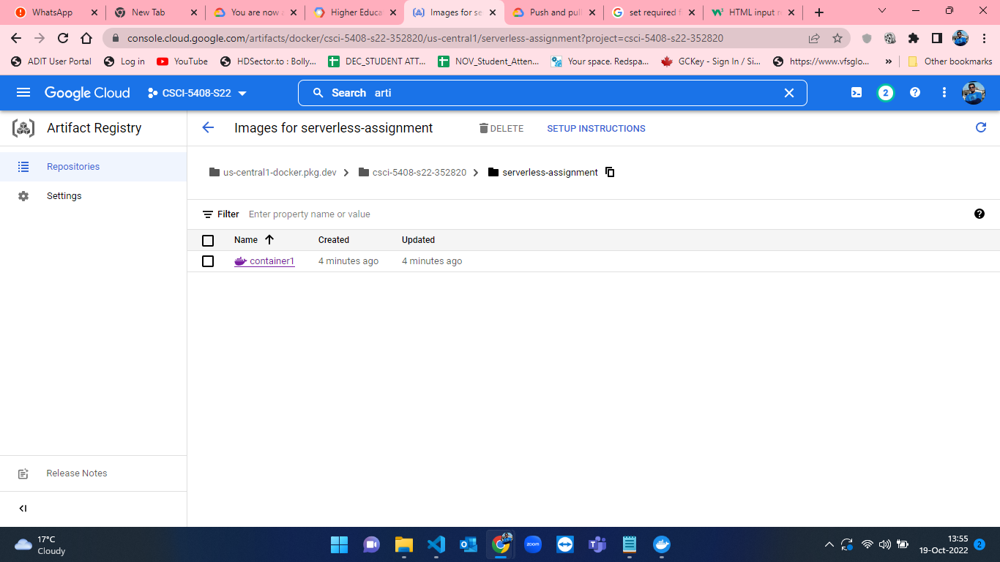 WhatsApp
New Tab
You are now a
Higher Educa
Images for se
Push and pull
set required f
HTML input r
console.cloud.google.com/artifacts/docker/csci-5408-s22-352820/us-central1/serverless-assignment?project=csci-5408-s22-352820
ADIT User Portal
Log in
YouTube
HDSector.to : Bolly...
DEC_STUDENT ATT...
NOV_Student_Atten...
Your space. Redspa...
GCKey - Sign In / Si...
https://www.vfsglo...
»
Other bookmarks
Google Cloud
CSCI-5408-S22
Search arti
2
Artifact Registry
Images for serverless-assignment
DELETE
SETUP INSTRUCTIONS
Repositories
Settings
us-central1-docker.pkg.dev
csci-5408-s22-352820
serverless-assignment
Filter Enter property name or value
Name Created Updated
container1 4 minutes ago 4 minutes ago
Release Notes
17°C
Cloudy
zoom
13:55
19-Oct-2022
2